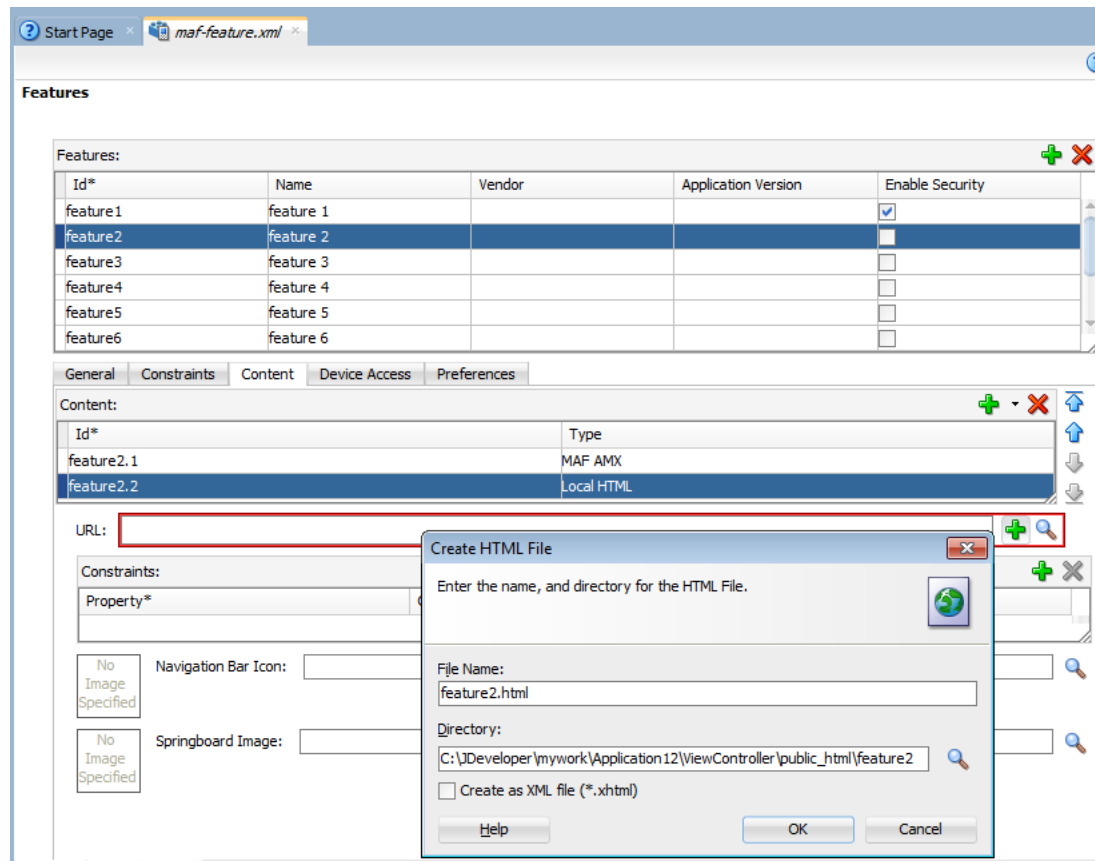 Start Page maf-feature.xml
Features
Features:
Id* Name Vendor Application Version Enable Security
feature1 feature 1
feature2 feature 2
feature3 feature 3
feature4 feature 4
feature5 feature 5
feature6 feature 6
General Constraints Content Device Access Preferences
Content:
Id* Type
feature2.1 MAF AMX
feature2.2 Local HTML
URL:
Create HTML File
Enter the name, and directory for the HTML File.
Constraints:
Property*
No Image Specified
Navigation Bar Icon:
File Name:
feature2.html
Directory:
No Image Specified
Springboard Image:
C:\JDeveloper\mywork\Application12\ViewController\public_html\feature2
Create as XML file (*.xhtml)
Help OK Cancel